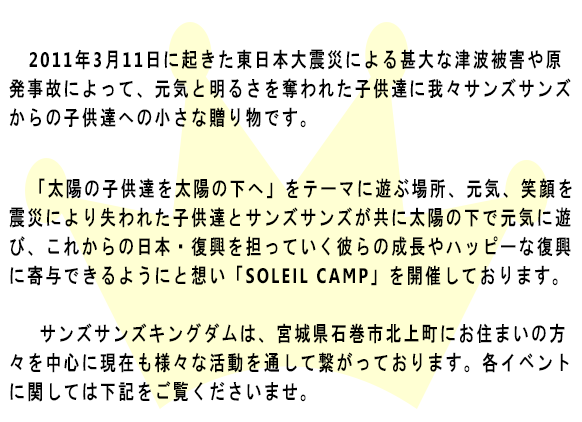 2011年3月11日に起きた東日本大震災による甚大な津波被害や原
発事故によって、元気と明るさを奪われた子供達に我々サンズサンズ
からの子供達への小さな贈り物です。
「太陽の子供達を太陽の下へ」をテーマに遊ぶ場所、元気、笑顔を
震災により失われた子供達とサンズサンズが共に太陽の下で元気に遊
び、これからの日本・復興を担っていく彼らの成長やハッピーな復興
に寄与できるようにと想い「SOLEIL CAMP」を開催しております。
サンズサンズキングダムは、宮城県石巻市北上町にお住まいの方
々を中心に現在も様々な活動を通して繋がっております。各イベント
に関しては下記をご覧くださいませ。